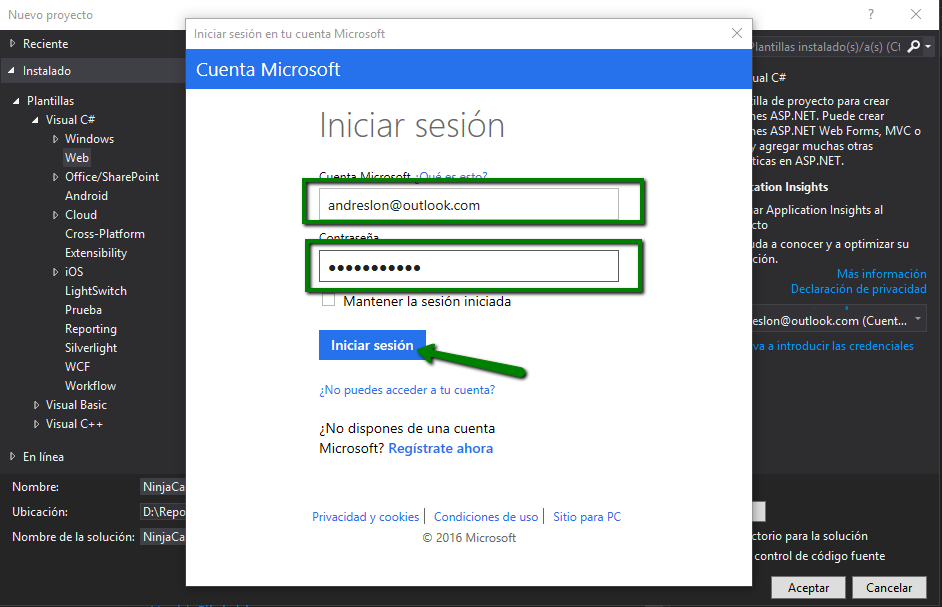 Nuevo proyecto
?
Reciente
Instalado
Plantillas
Visual C#
Windows
Web
Office/SharePoint
Android
Cloud
Cross-Platform
Extensibility
iOS
LightSwitch
Prueba
Reporting
Silverlight
WCF
Workflow
Visual Basic
Visual C++
En línea
Nombre: NinjaCa
Ubicación: D:\Repo
Nombre de la solución: NinjaCa
Iniciar sesión en tu cuenta Microsoft
Cuenta Microsoft
Iniciar sesión
Cuenta Microsoft ¿Qué es esto?
andreslon@outlook.com
Contraseña
●●●●●●●●●●●
Mantener la sesión iniciada
Iniciar sesión
¿No puedes acceder a tu cuenta?
¿No dispones de una cuenta
Microsoft? Regístrate ahora
Privacidad y cookies Condiciones de uso Sitio para PC
© 2016 Microsoft
Plantillas instalado(s)/a(s) (Ct
ual C#
tilla de proyecto para crear
nes ASP.NET. Puede crear
nes ASP.NET Web Forms, MVC o
y agregar muchas otras
ticas en ASP.NET.
cation Insights
ar Application Insights al
cto
uda a conocer y a optimizar su
ción.
Más información
Declaración de privacidad
eslon@outlook.com (Cuent...
va a introducir las credenciales
ctorio para la solución
control de código fuente
Aceptar
Cancelar